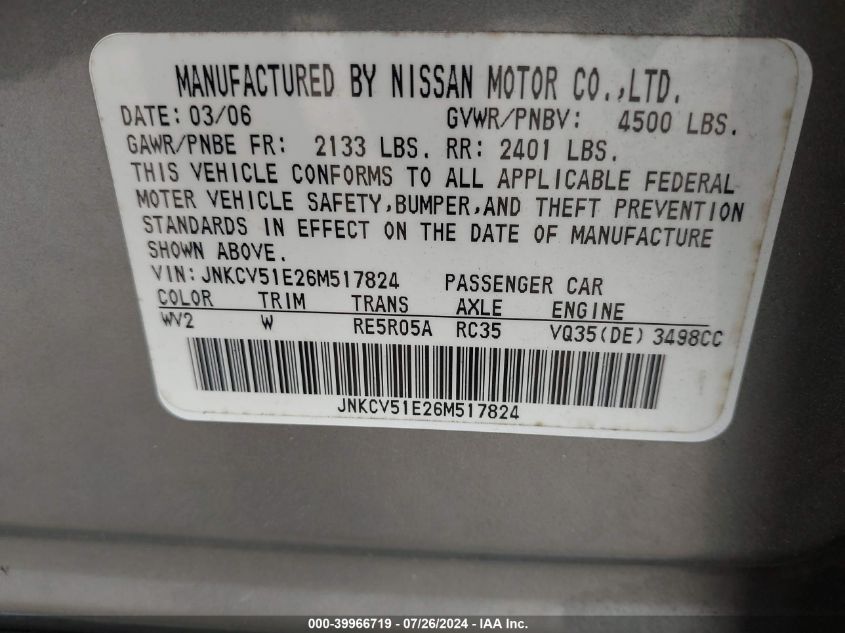 MANUFACTURED BY NISSAN MOTOR CO.,LTD.
DATE: 03/06 GVWR/PNBV: 4500 LBS.
GAWR/PNBE FR: 2133 LBS. RR: 2401 LBS.
THIS VEHICLE CONFORMS TO ALL APPLICABLE FEDERAL
MOTER VEHICLE SAFETY,BUMPER,AND THEFT PREVENTION
STANDARDS IN EFFECT ON THE DATE OF MANUFACTURE
SHOWN ABOVE.
VIN: JNKCV51E26M517824 PASSENGER CAR
COLOR TRIM TRANS AXLE ENGINE
WV2 W RE5R05A RC35 VQ35(DE) 3498CC
JNKCV51E26M517824
000-39966719 - 07/26/2024 - IAA Inc.